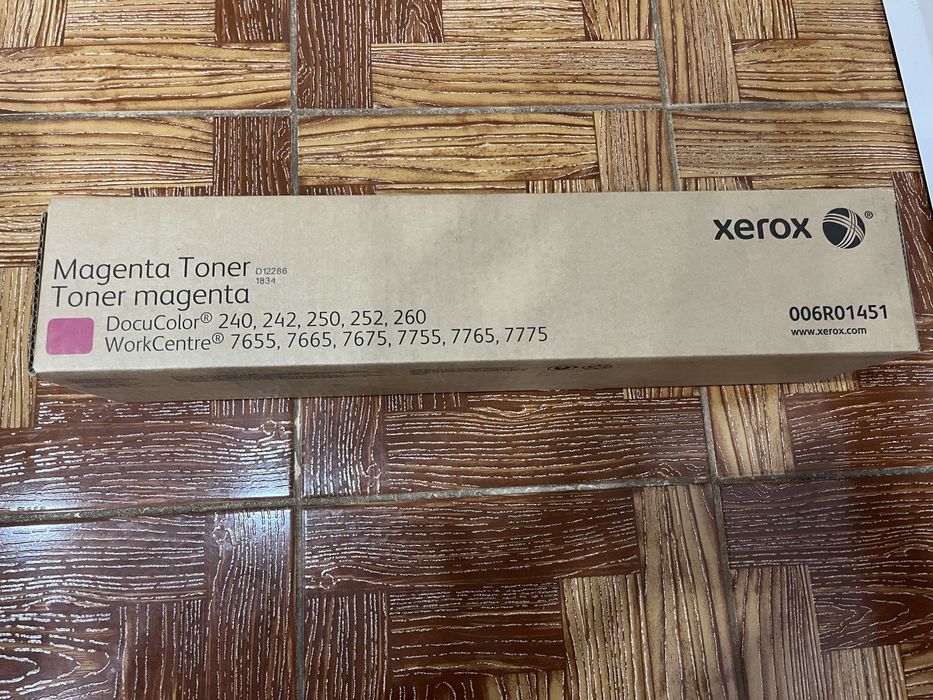 Magenta Toner
D12286
1834
Toner magenta
DocuColor® 240, 242, 250, 252, 260
WorkCentre® 7655, 7665, 7675, 7755, 7765, 7775
xerox ®
006R01451
www.xerox.com